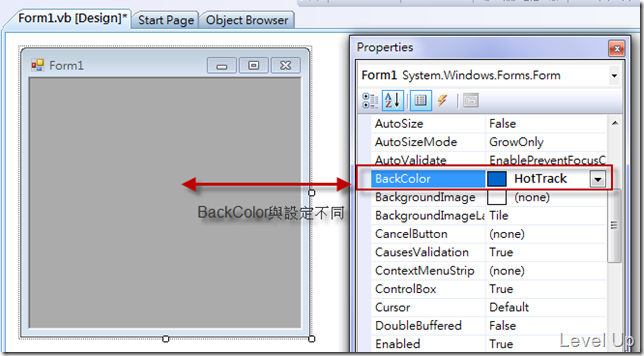 Form1.vb [Design]* Start Page Object Browser
Form1
Properties
Form1 System.Windows.Forms.Form
AutoSize False
AutoSizeMode GrowOnly
AutoValidate EnablePreventFocusC
BackColor HotTrack
BackgroundImage (none)
BackgroundImageLa Tile
CancelButton (none)
CausesValidation True
ContextMenuStrip (none)
ControlBox True
Cursor Default
DoubleBuffered False
Enabled True
BackColor與設定不同
Level Up